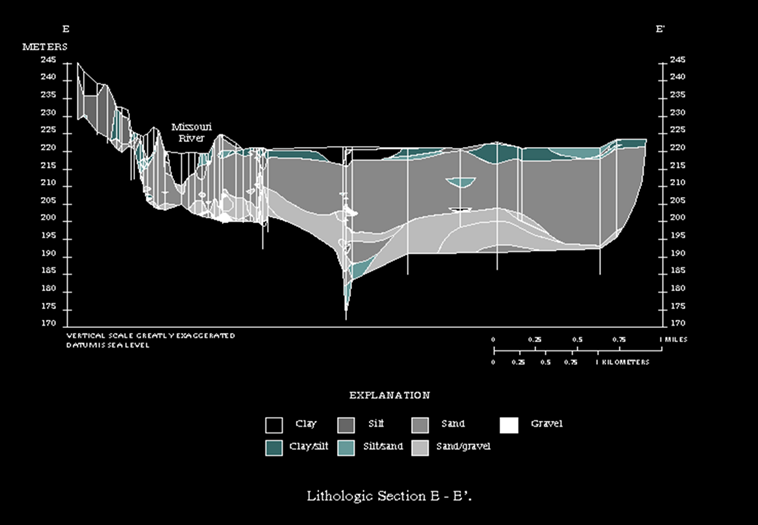 E E'
METERS
Missouri
River
245 245
240 240
235 235
230 230
225 225
220 220
215 215
210 210
205 205
200 200
195 195
190 190
185 185
180 180
175 175
170 170
VERTICAL SCALE GREATLY EXAGGERATED
DATUM IS SEA LEVEL
0 0.25 0.5 0.75 1 MILES
0 0.25 0.5 0.75 1 KILOMETERS
EXPLANATION
Clay Silt Sand Gravel
Clay/silt Silt/sand Sand/gravel
Lithologic Section E - E'.